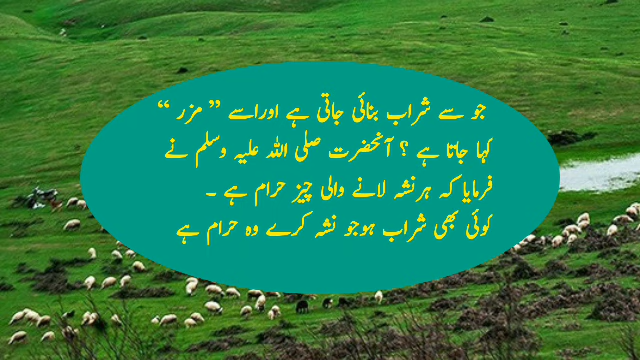 جو سے شراب بنائی جاتی ہے اوراسے ” مزر “
کہا جاتا ہے ؟ آنحضرت صلی اللہ علیہ وسلم نے
فرمایا کہ ہرنشہ لانے والی چیز حرام ہے ۔
کوئی بھی شراب ہوجو نشہ کرے وہ حرام ہے